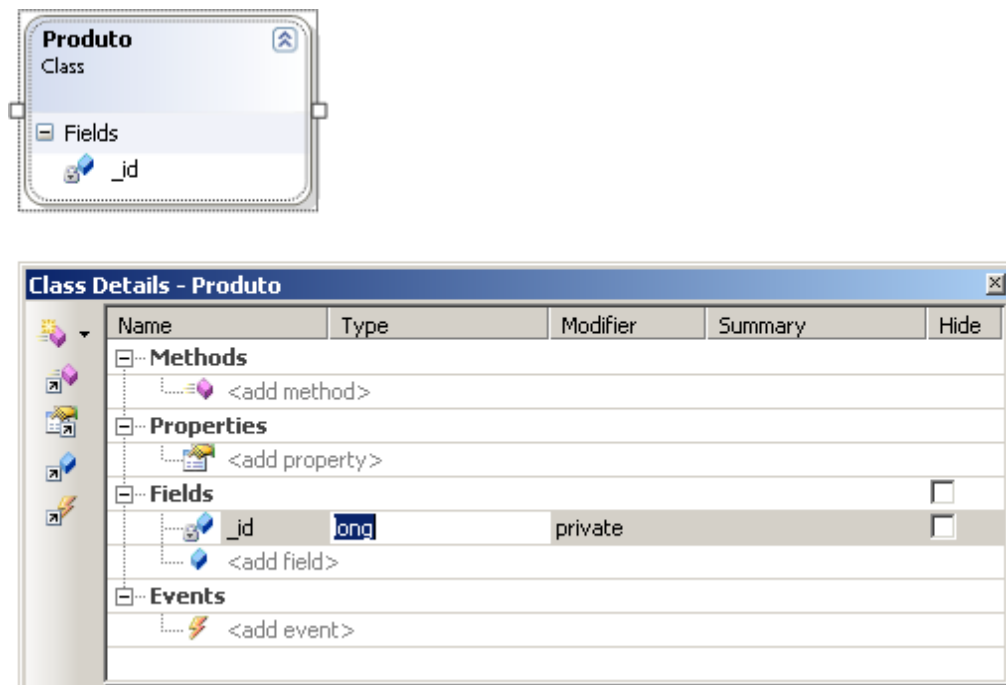 Produto
Class
Fields
_id
Class Details - Produto
Name Type Modifier Summary Hide
Methods
<add method>
Properties
<add property>
Fields
_id long private
<add field>
Events
<add event>